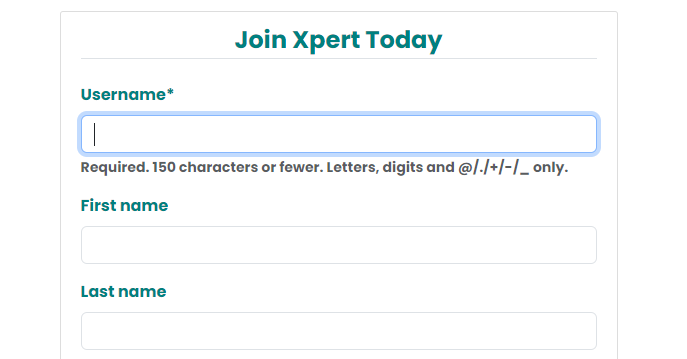 Join Xpert Today
Username*
Required. 150 characters or fewer. Letters, digits and @/./+/-/_ only.
First name
Last name